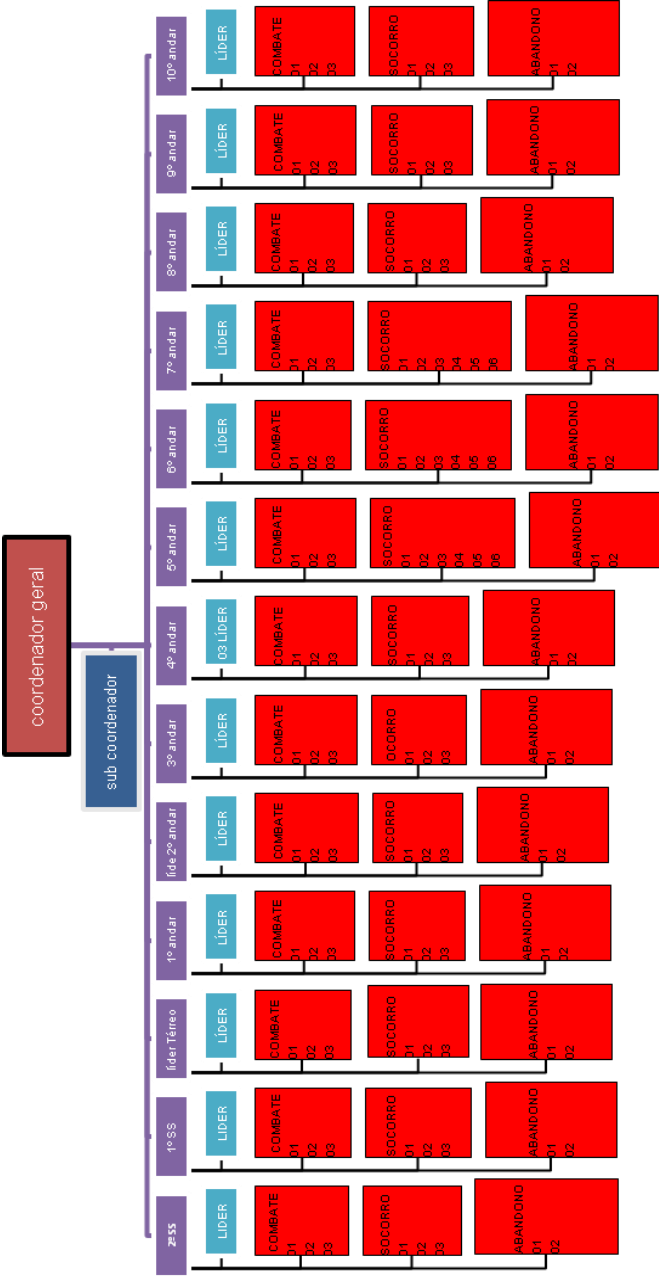 coordenador geral
sub coordenador
2ºSS
LIDER
COMBATE
01
02
03
SOCORRO
01
02
03
ABANDONO
01
02
1º SS
LIDER
COMBATE
01
02
03
SOCORRO
01
02
03
ABANDONO
01
02
líder Térreo
LÍDER
COMBATE
01
02
03
SOCORRO
01
02
03
ABANDONO
01
02
1º andar
LÍDER
COMBATE
01
02
03
SOCORRO
01
02
03
ABANDONO
01
02
líde 2º andar
LÍDER
COMBATE
01
02
03
SOCORRO
01
02
03
ABANDONO
01
02
3º andar
LÍDER
COMBATE
01
02
03
OCORRO
01
02
03
ABANDONO
01
02
4º andar
03 LÍDER
COMBATE
01
02
03
SOCORRO
01
02
03
ABANDONO
01
02
5º andar
LÍDER
COMBATE
01
02
03
SOCORRO
01
02
03
04
05
06
ABANDONO
01
02
6º andar
LÍDER
COMBATE
01
02
03
SOCORRO
01
02
03
04
05
06
ABANDONO
01
02
7º andar
LÍDER
COMBATE
01
02
03
SOCORRO
01
02
03
04
05
06
ABANDONO
01
02
8º andar
LÍDER
COMBATE
01
02
03
SOCORRO
01
02
03
ABANDONO
01
02
9º andar
LÍDER
COMBATE
01
02
03
SOCORRO
01
02
03
ABANDONO
01
02
10º andar
LÍDER
COMBATE
01
02
03
SOCORRO
01
02
03
ABANDONO
01
02